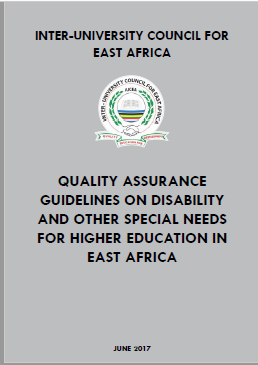 INTER-UNIVERSITY COUNCIL FOR
EAST AFRICA
INTER - UNIVERSITY COUNCIL FOR EAST AFRICA
IUCEA
QUALITY ASSURANCE
GUIDELINES ON DISABILITY
AND OTHER SPECIAL NEEDS
FOR HIGHER EDUCATION IN
EAST AFRICA
JUNE 2017